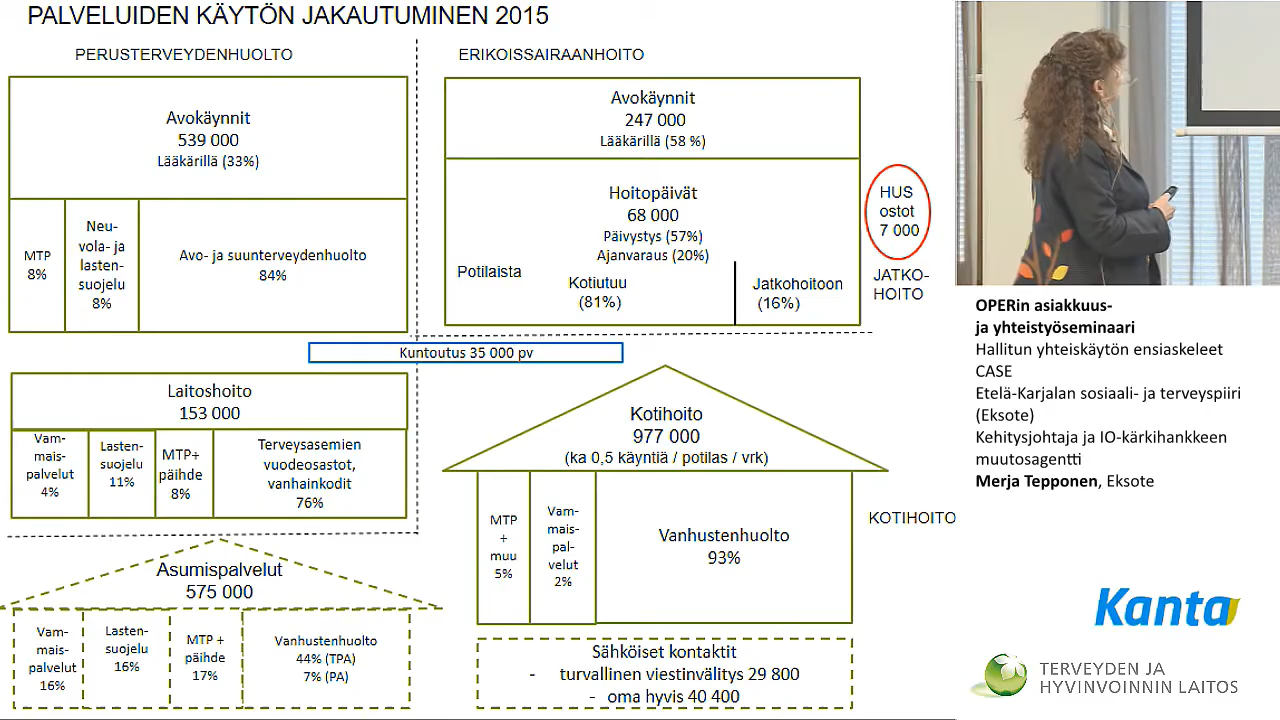 PALVELUIDEN KÄYTÖN JAKAUTUMINEN 2015
PERUSTERVEYDENHUOLTO
Avokäynnit
539 000
Lääkärillä (33%)
MTP
8%
Neu-
vola- ja
lasten-
suojelu
8%
Avo- ja suunterveydenhuolto
84%
ERIKOISSAIRAANHOITO
Avokäynnit
247 000
Lääkärillä (58 %)
Hoitopäivät
68 000
Päivystys (57%)
Ajanvaraus (20%)
Potilaista
Kotiutuu
(81%)
Jatkohoitoon
(16%)
HUS
ostot
7 000
JATKO-
HOITO
Kuntoutus 35 000 pv
Laitoshoito
153 000
Vam-
mais-
palvelut
4%
Lasten-
suojelu
11%
MTP+
päihde
8%
Terveysasemien
vuodeosastot,
vanhainkodit
76%
Kotihoito
977 000
(ka 0,5 käyntiä / potilas / vrk)
MTP
+
muu
5%
Vam-
mais-
pal-
velut
2%
Vanhustenhuolto
93%
KOTIHOITO
Asumispalvelut
575 000
Vam-
mais-
palvelut
16%
Lasten-
suojelu
16%
MTP +
päihde
17%
Vanhustenhuolto
44% (TPA)
7% (PA)
Sähköiset kontaktit
- turvallinen viestinvälitys 29 800
- oma hyvis 40 400
OPERin asiakkuus-
ja yhteistyöseminaari
Hallitun yhteiskäytön ensiaskeleet
CASE
Etelä-Karjalan sosiaali- ja terveyspiiri
(Eksote)
Kehitysjohtaja ja IO-kärkihankkeen
muutosagentti
Merja Tepponen, Eksote
Kanta
TERVEYDEN JA
HYVINVOINNIN LAITOS